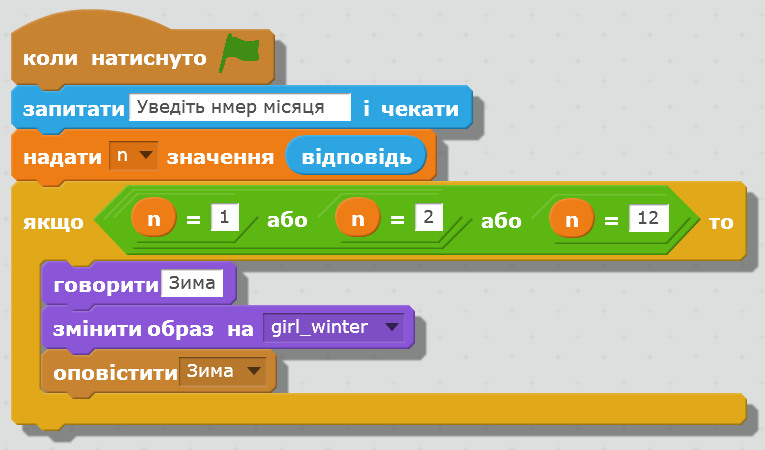 коли натиснуто
запитати Уведіть нмер місяця і чекати
надати n значення відповідь
якщо n = 1 або n = 2 або n = 12 то
говорити Зима
змінити образ на girl_winter
оповістити Зима